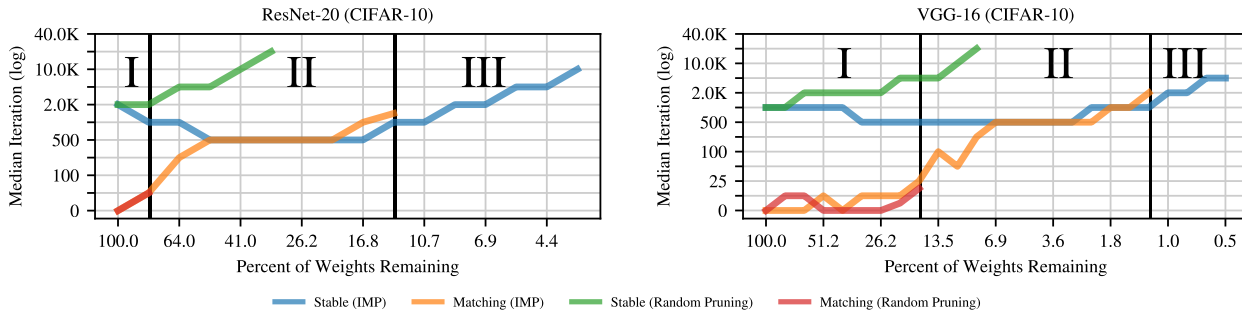 ResNet-20 (CIFAR-10)
Median Iteration (log)
40.0K
10.0K
2.0K
500
100
0
I
II
III
100.0
64.0
41.0
26.2
16.8
10.7
6.9
4.4
Percent of Weights Remaining
VGG-16 (CIFAR-10)
Median Iteration (log)
40.0K
10.0K
2.0K
500
100
25
0
I
II
III
100.0
51.2
26.2
13.5
6.9
3.6
1.8
1.0
0.5
Percent of Weights Remaining
Stable (IMP)
Matching (IMP)
Stable (Random Pruning)
Matching (Random Pruning)